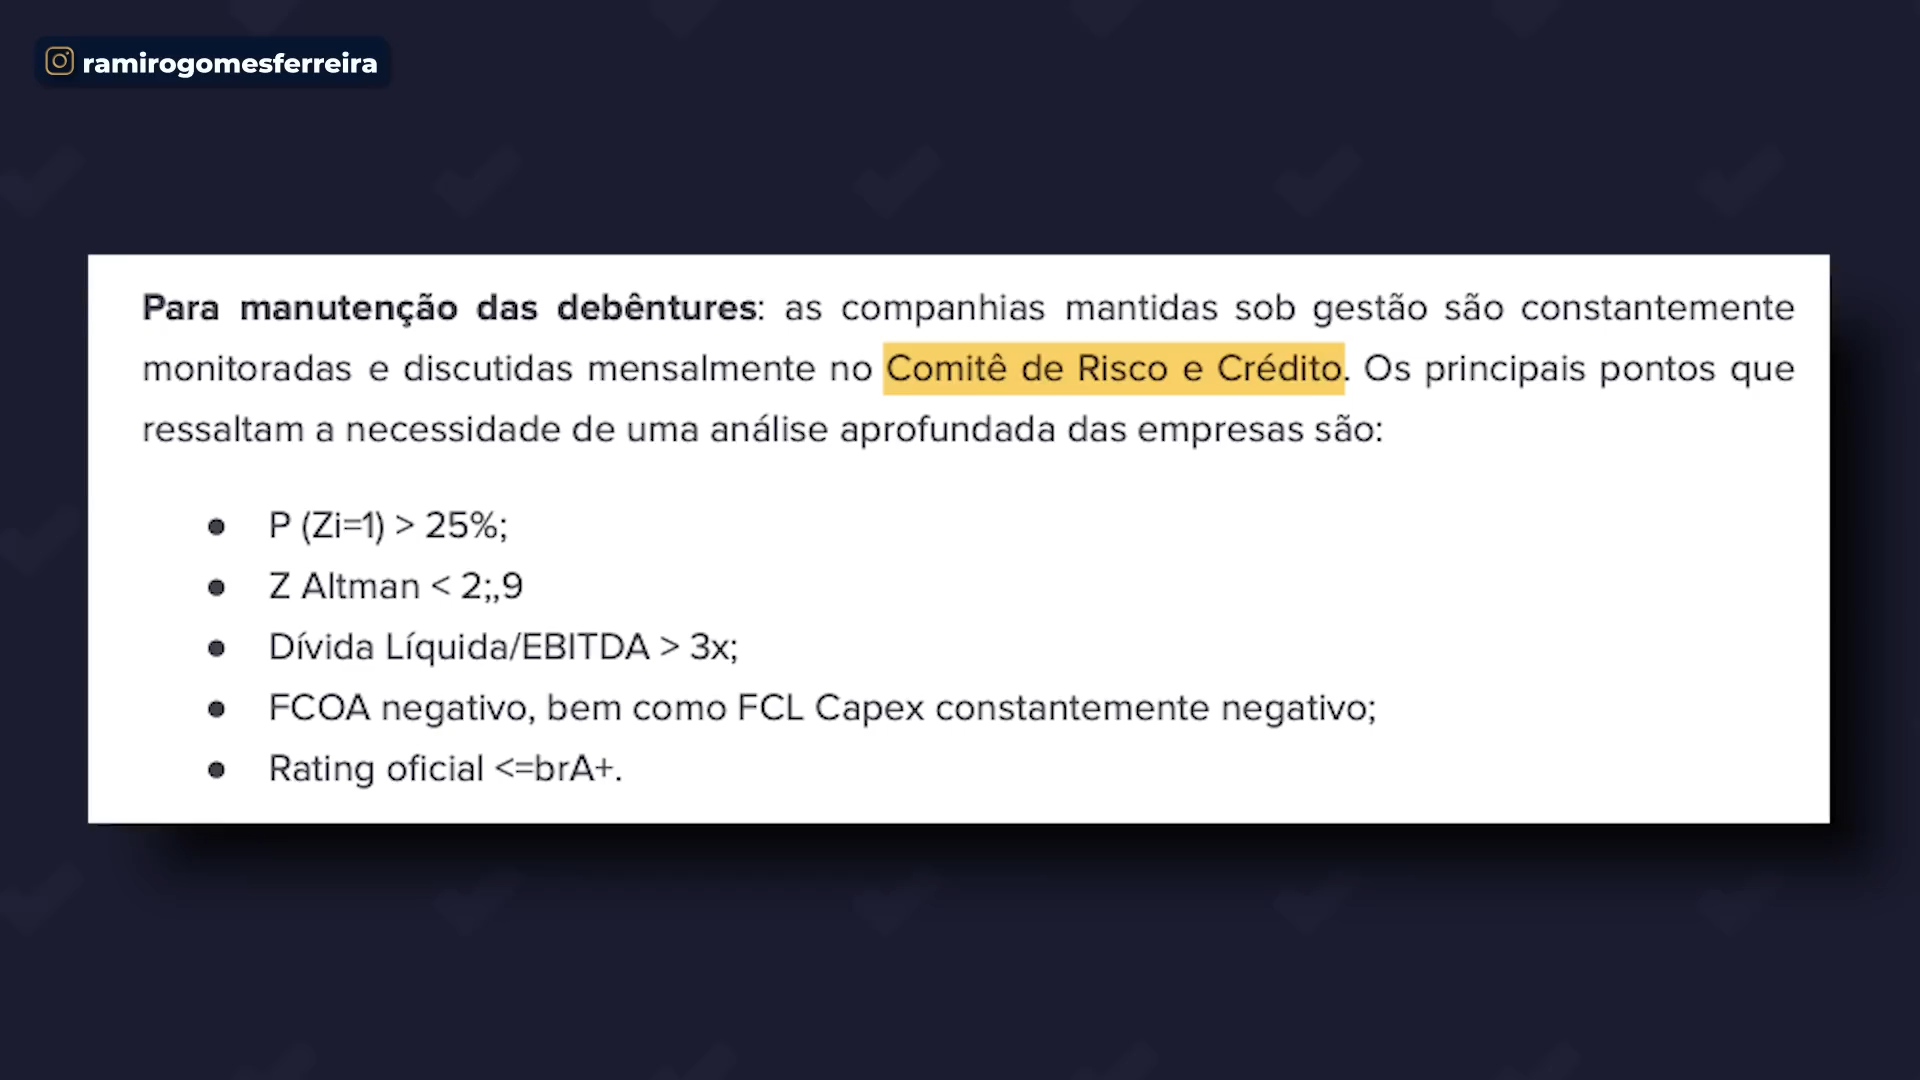 ramirogomesferreira
Para manutenção das debêntures: as companhias mantidas sob gestão são constantemente
monitoradas e discutidas mensalmente no Comitê de Risco e Crédito. Os principais pontos que
ressaltam a necessidade de uma análise aprofundada das empresas são:
● P (Zi=1) > 25%;
● Z Altman < 2;,9
● Dívida Líquida/EBITDA > 3x;
● FCOA negativo, bem como FCL Capex constantemente negativo;
● Rating oficial <=brA+.